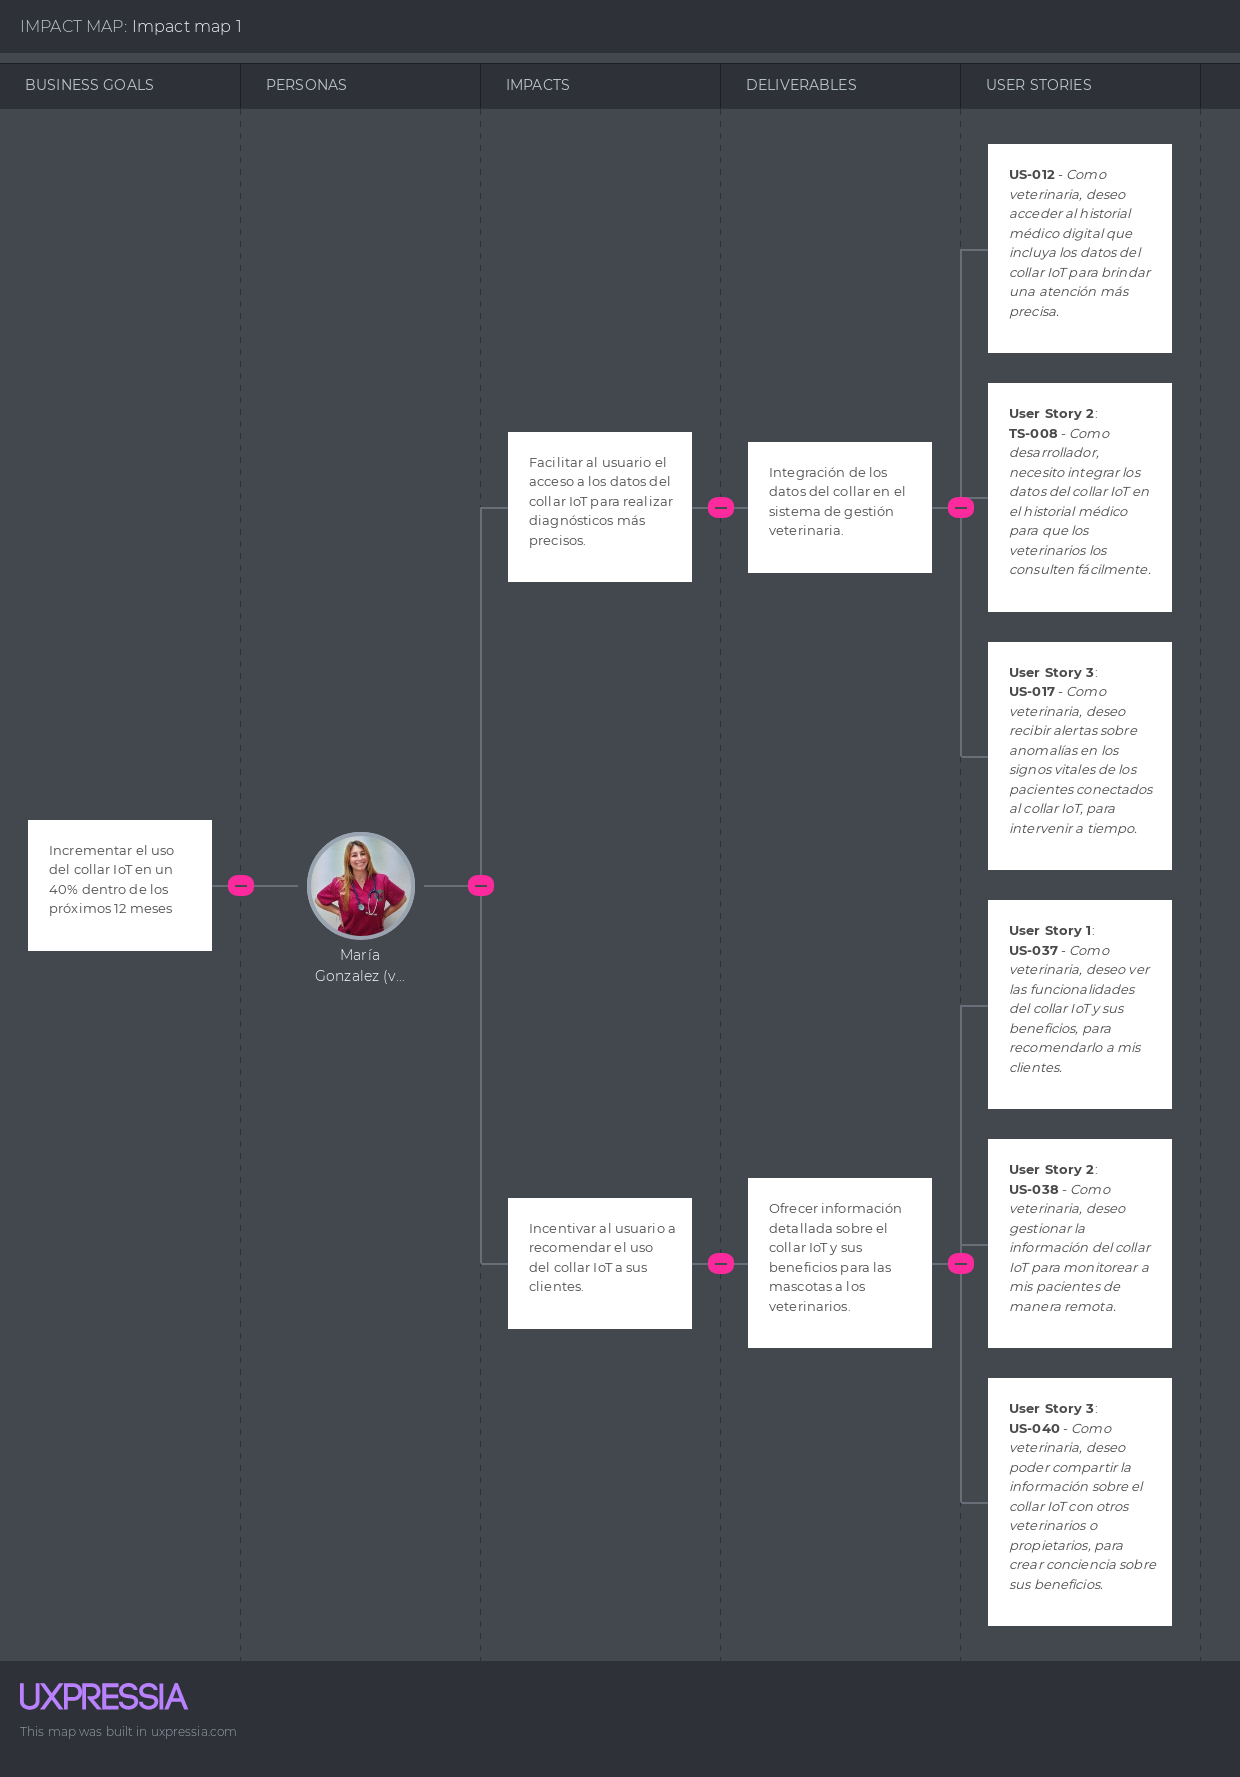 IMPACT MAP: Impact map 1
BUSINESS GOALS
PERSONAS
IMPACTS
DELIVERABLES
USER STORIES
Incrementar el uso
del collar IoT en un
40% dentro de los
próximos 12 meses
María
Gonzalez (v...
Facilitar al usuario el
acceso a los datos del
collar IoT para realizar
diagnósticos más
precisos.
Integración de los
datos del collar en el
sistema de gestión
veterinaria.
US-012 - Como
veterinaria, deseo
acceder al historial
médico digital que
incluya los datos del
collar IoT para brindar
una atención más
precisa.
User Story 2:
TS-008 - Como
desarrollador,
necesito integrar los
datos del collar IoT en
el historial médico
para que los
veterinarios los
consulten fácilmente.
User Story 3:
US-017 - Como
veterinaria, deseo
recibir alertas sobre
anomalías en los
signos vitales de los
pacientes conectados
al collar IoT, para
intervenir a tiempo.
Incentivar al usuario a
recomendar el uso
del collar IoT a sus
clientes.
Ofrecer información
detallada sobre el
collar IoT y sus
beneficios para las
mascotas a los
veterinarios.
User Story 1:
US-037 - Como
veterinaria, deseo ver
las funcionalidades
del collar IoT y sus
beneficios, para
recomendarlo a mis
clientes.
User Story 2:
US-038 - Como
veterinaria, deseo
gestionar la
información del collar
IoT para monitorear a
mis pacientes de
manera remota.
User Story 3:
US-040 - Como
veterinaria, deseo
poder compartir la
información sobre el
collar IoT con otros
veterinarios o
propietarios, para
crear conciencia sobre
sus beneficios.
UXPRESSIA
This map was built in uxpressia.com